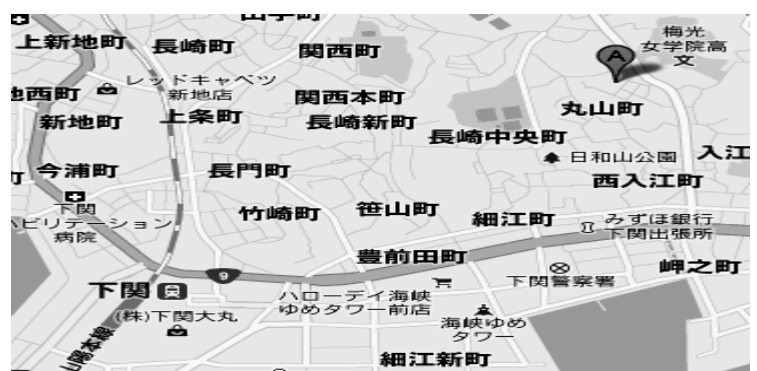 山手町
上新地町
長崎町
関西町
梅光
女学院高
文
A
レッドキャベツ
新地店
地西町
関西本町
丸山町
新地町
上条町
長崎新町
長崎中央町
日和山公園
入江
今浦町
長門町
西入江町
町
下関
ハビリテーション
病院
竹崎町
笹山町
細江町
みずほ銀行
下関出張所
豊前田町
9
岬之町
下関
ハローデイ海峡
ゆめタワー前店
下関警察署
(株)下関大丸
海峡ゆめ
タワー
山陽本線
細江新町